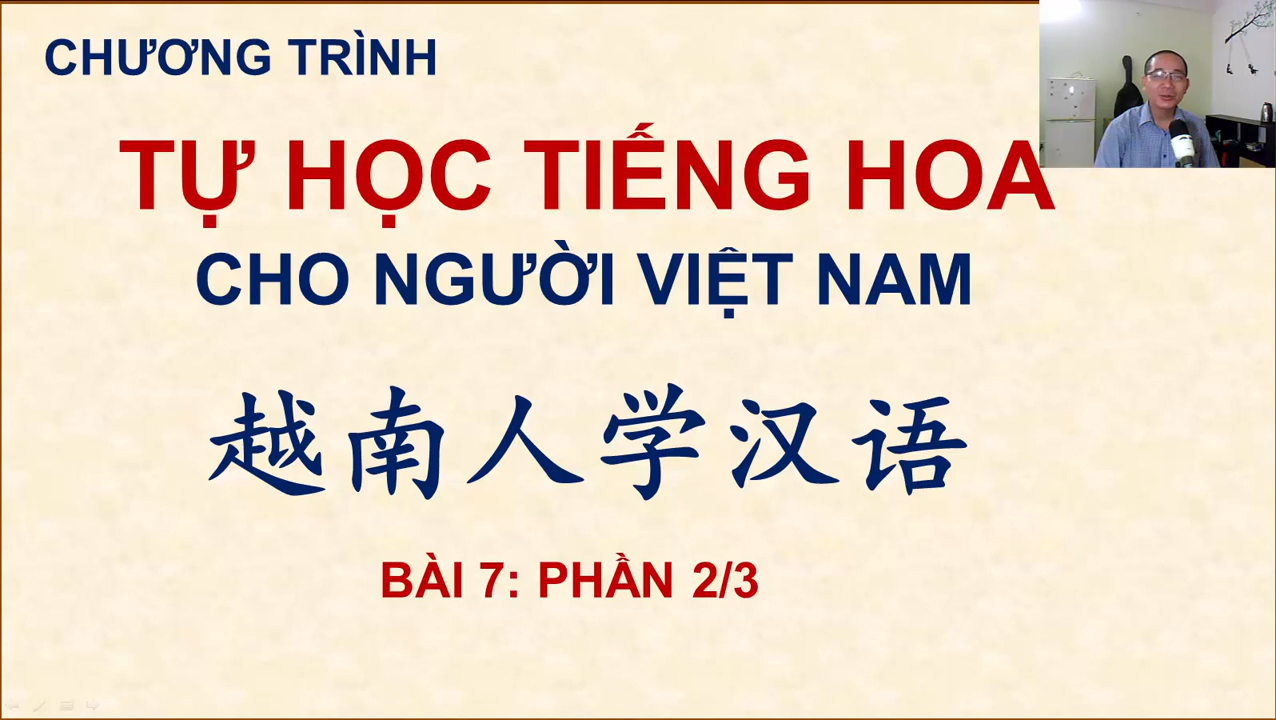 CHƯƠNG TRÌNH
TỰ HỌC TIẾNG HOA
CHO NGƯỜI VIỆT NAM
越南人学汉语
BÀI 7: PHẦN 2/3